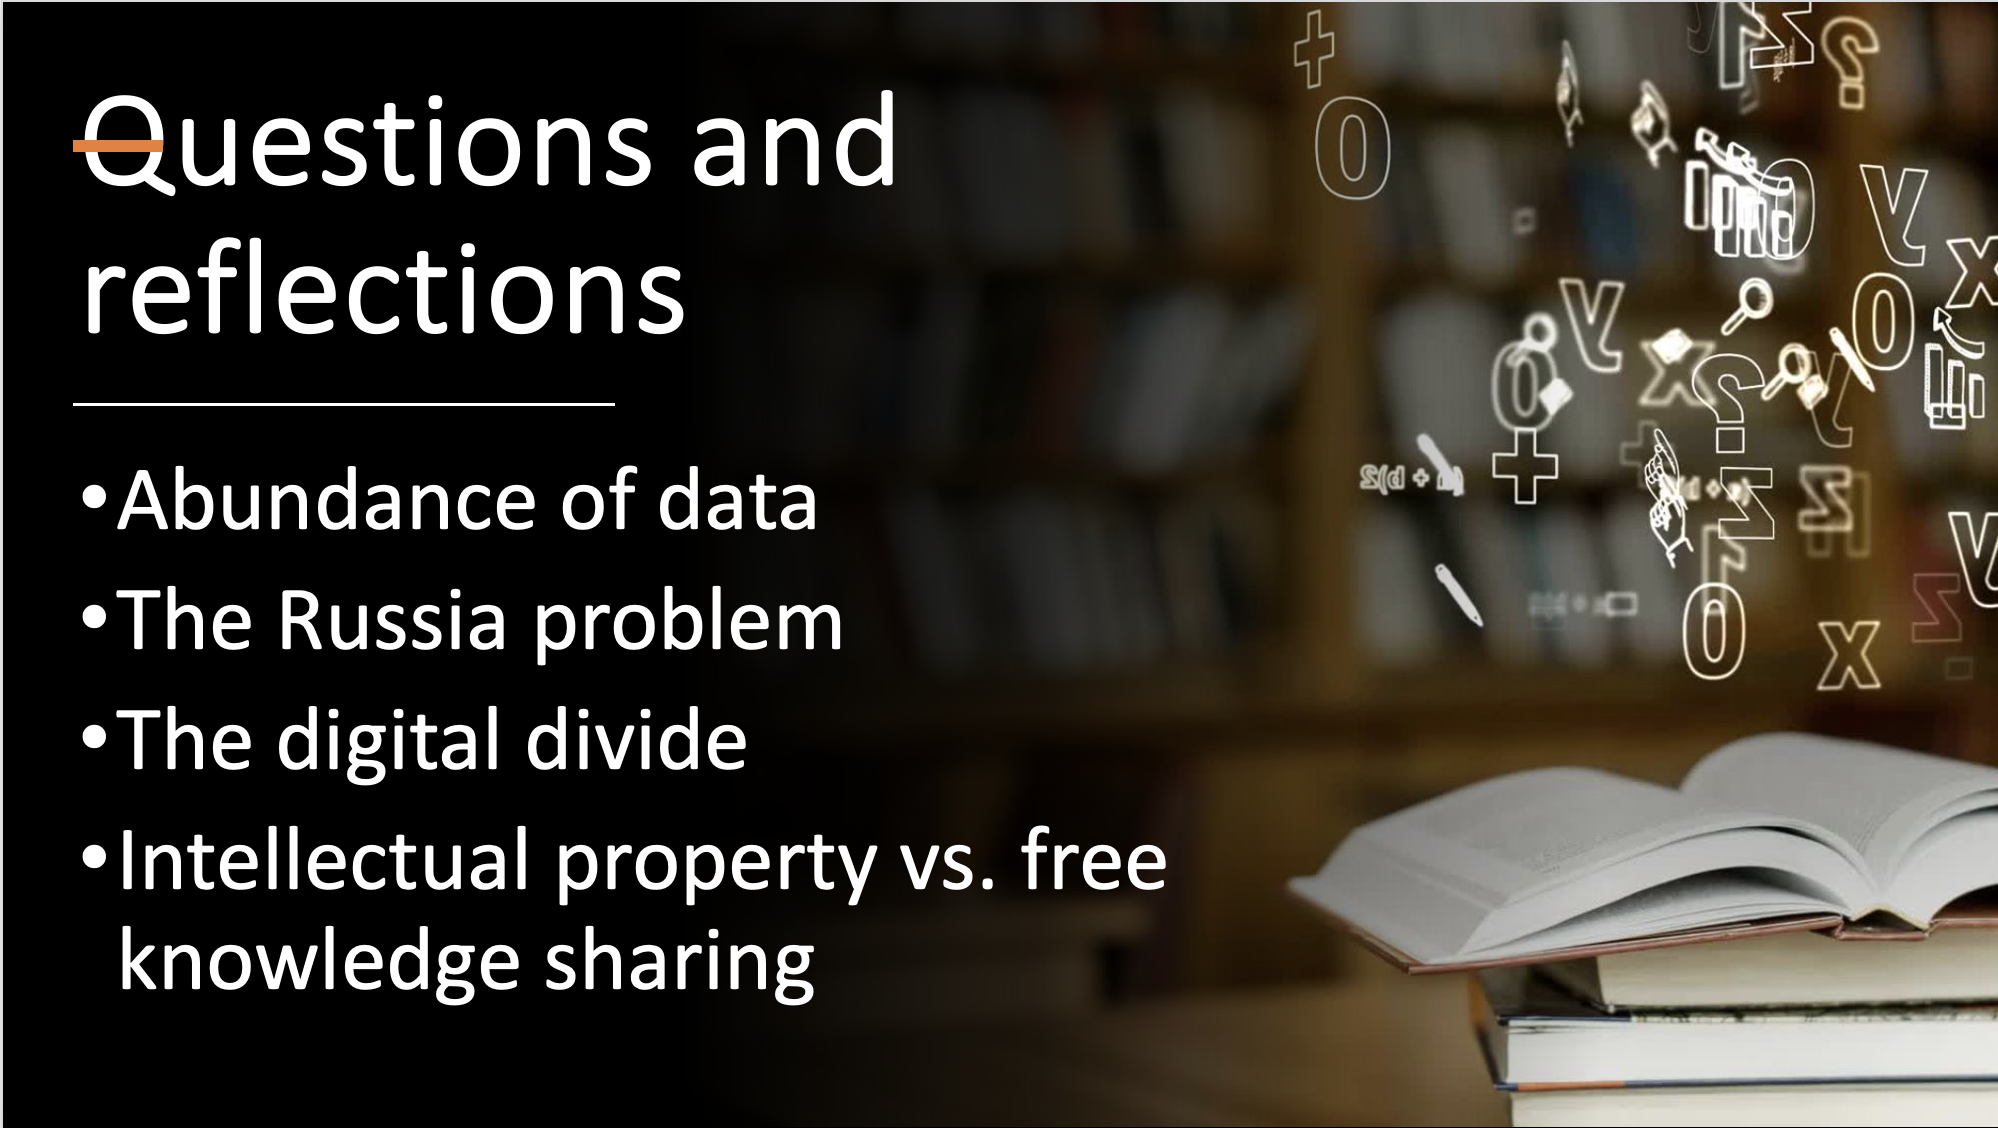 Questions and
reflections
•Abundance of data
•The Russia problem
•The digital divide
•Intellectual property vs. free
knowledge sharing